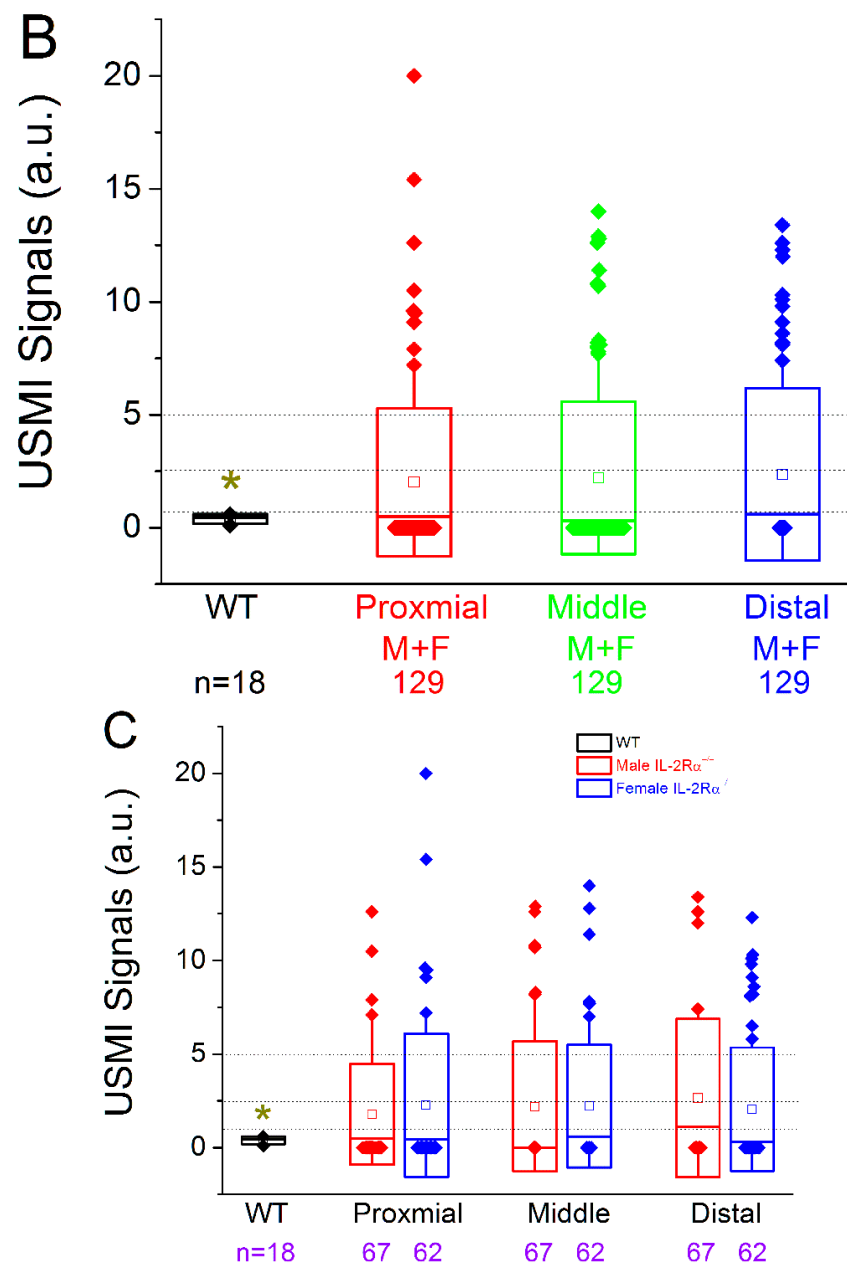 B
USMI Signals (a.u.)
20
15
10
5
0
*
WT Proxmial Middle Distal
M+F M+F M+F
n=18 129 129 129
C
USMI Signals (a.u.)
20
15
10
5
0
WT
Male IL-2Rα⁻/⁻
Female IL-2Rα⁻/
*
WT Proxmial Middle Distal
n=18 67 62 67 62 67 62